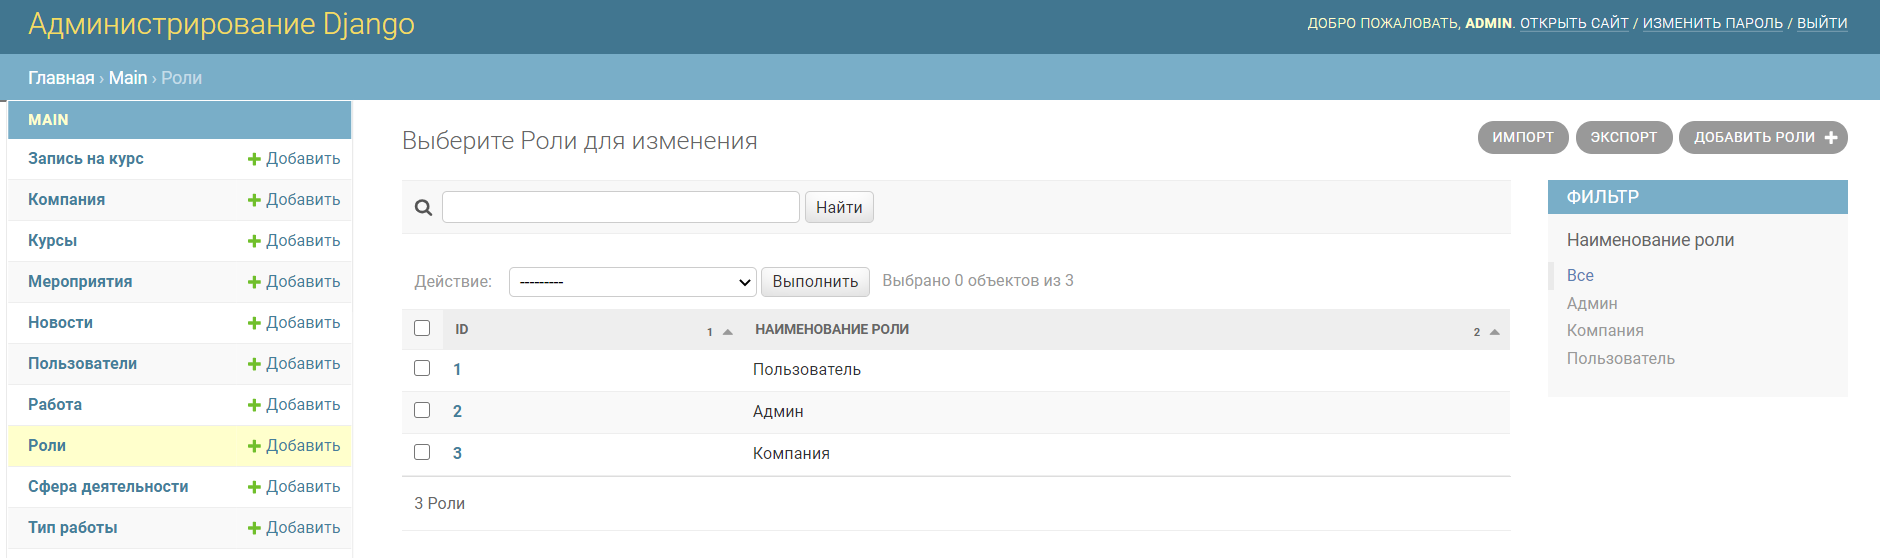 Администрирование Django
ДОБРО ПОЖАЛОВАТЬ, ADMIN. ОТКРЫТЬ САЙТ / ИЗМЕНИТЬ ПАРОЛЬ / ВЫЙТИ
Главная › Main › Роли
MAIN
Запись на курс Добавить
Компания Добавить
Курсы Добавить
Мероприятия Добавить
Новости Добавить
Пользователи Добавить
Работа Добавить
Роли Добавить
Сфера деятельности Добавить
Тип работы Добавить
Выберите Роли для изменения
ИМПОРТ ЭКСПОРТ ДОБАВИТЬ РОЛИ
Найти
Действие: --------- Выполнить Выбрано 0 объектов из 3
ID 1 НАИМЕНОВАНИЕ РОЛИ 2
1 Пользователь
2 Админ
3 Компания
3 Роли
ФИЛЬТР
Наименование роли
Все
Админ
Компания
Пользователь